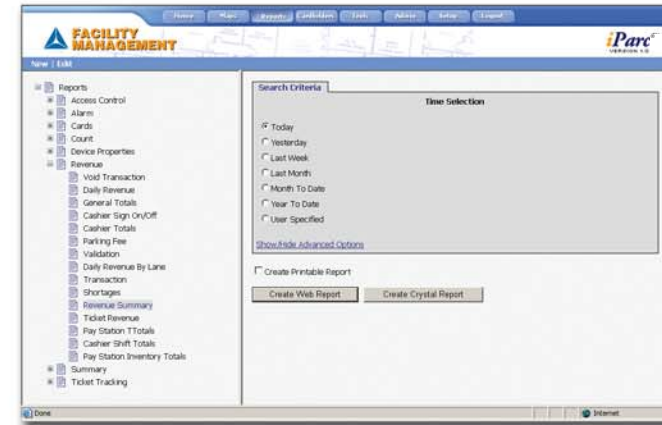 Home Maps Reports Cardholders Tools Admin Setup Logout
FACILITY
MANAGEMENT
iParc
VERSION 1.0
New | Edit
Reports
Access Control
Alarm
Cards
Count
Device Properties
Revenue
Void Transaction
Daily Revenue
General Totals
Cashier Sign On/Off
Cashier Totals
Parking Fee
Validation
Daily Revenue By Lane
Transaction
Shortages
Revenue Summary
Ticket Revenue
Pay Station TTotals
Cashier Shift Totals
Pay Station Inventory Totals
Summary
Ticket Tracking
Search Criteria
Time Selection
Today
Yesterday
Last Week
Last Month
Month To Date
Year To Date
User Specified
Show/Hide Advanced Options
Create Printable Report
Create Web Report Create Crystal Report
Done Internet